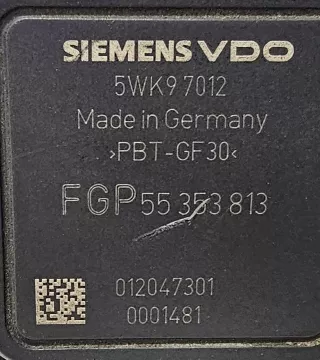 SIEMENS VDO
5WK9 7012
Made in Germany
›PBT-GF30‹
FGP 55 353 813
012047301
0001481